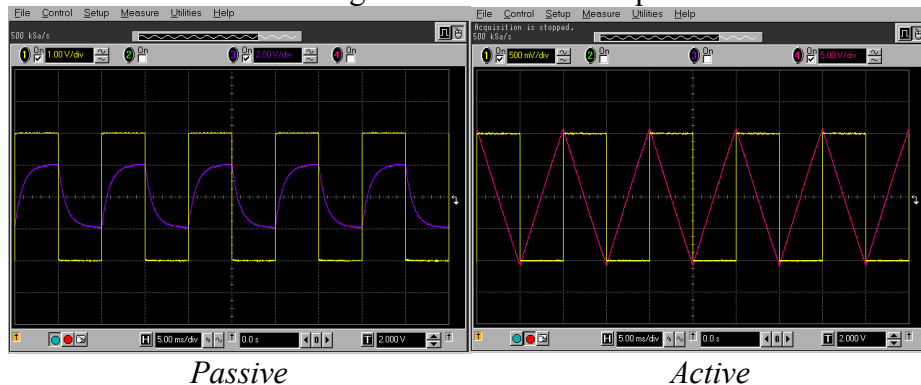 File Control Setup Measure Utilities Help
500 kSa/s
1 On 1.00 V/div 2 On 3 On 2.00 V/div 4 On
H 5.00 ms/div 0.0 s 0 T 2.000 V
Passive
File Control Setup Measure Utilities Help
Acquisition is stopped.
500 kSa/s
1 On 500 mV/div 2 On 3 On 4 On 5.00 V/div
H 5.00 ms/div 0.0 s 0 T 2.000 V
Active